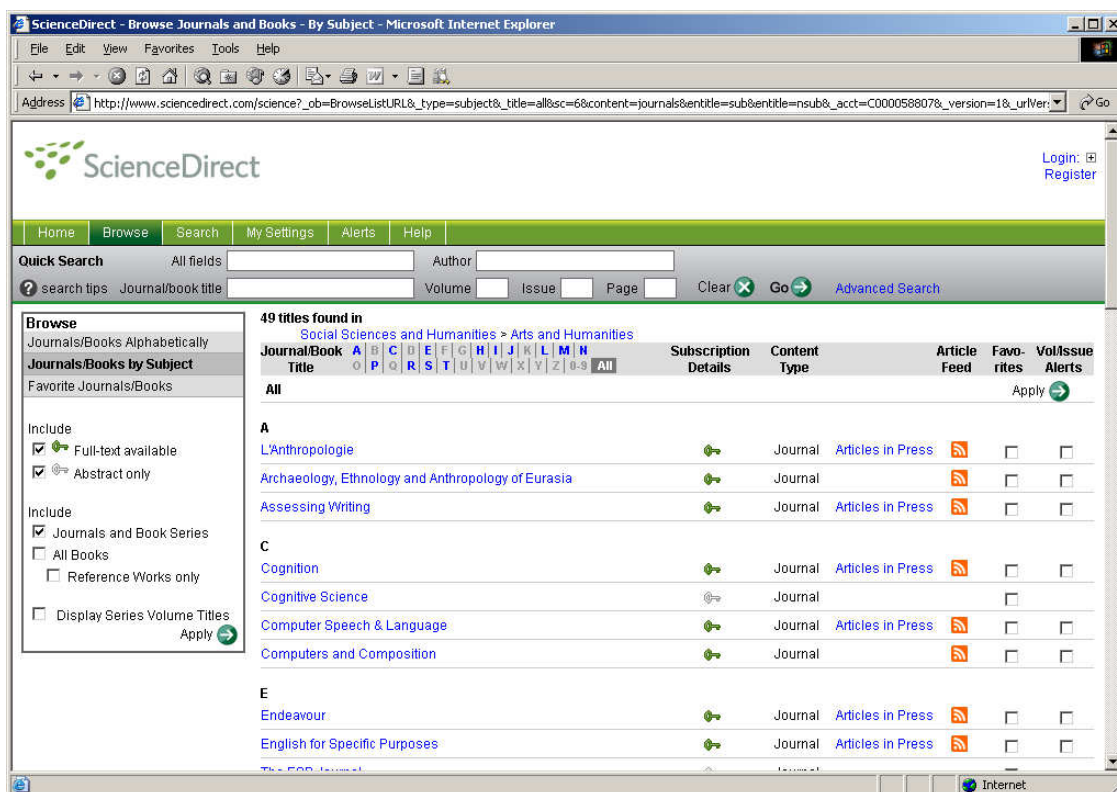 ScienceDirect - Browse Journals and Books - By Subject - Microsoft Internet Explorer
File Edit View Favorites Tools Help
Address http://www.sciencedirect.com/science?_ob=BrowseListURL&_type=subject&_title=all&sc=6&content=journals&entitle=sub&entitle=nsub&_acct=C000058807&_version=1&_urlVer: Go
ScienceDirect
Login:
Register
Home Browse Search My Settings Alerts Help
Quick Search All fields Author
? search tips Journal/book title Volume Issue Page Clear Go Advanced Search
Browse
Journals/Books Alphabetically
Journals/Books by Subject
Favorite Journals/Books
Include
Full-text available
Abstract only
Include
Journals and Book Series
All Books
Reference Works only
Display Series Volume Titles
Apply
49 titles found in
Social Sciences and Humanities > Arts and Humanities
Journal/Book A | B | C | D | E | F | G | H | I | J | K | L | M | N Subscription Content Article Favo- Vol/Issue
Title O | P | Q | R | S | T | U | V | W | X | Y | Z | 0-9 All Details Type Feed rites Alerts
All Apply
A
L'Anthropologie Journal Articles in Press
Archaeology, Ethnology and Anthropology of Eurasia Journal
Assessing Writing Journal Articles in Press
C
Cognition Journal Articles in Press
Cognitive Science Journal
Computer Speech & Language Journal Articles in Press
Computers and Composition Journal
E
Endeavour Journal Articles in Press
English for Specific Purposes Journal Articles in Press
Internet